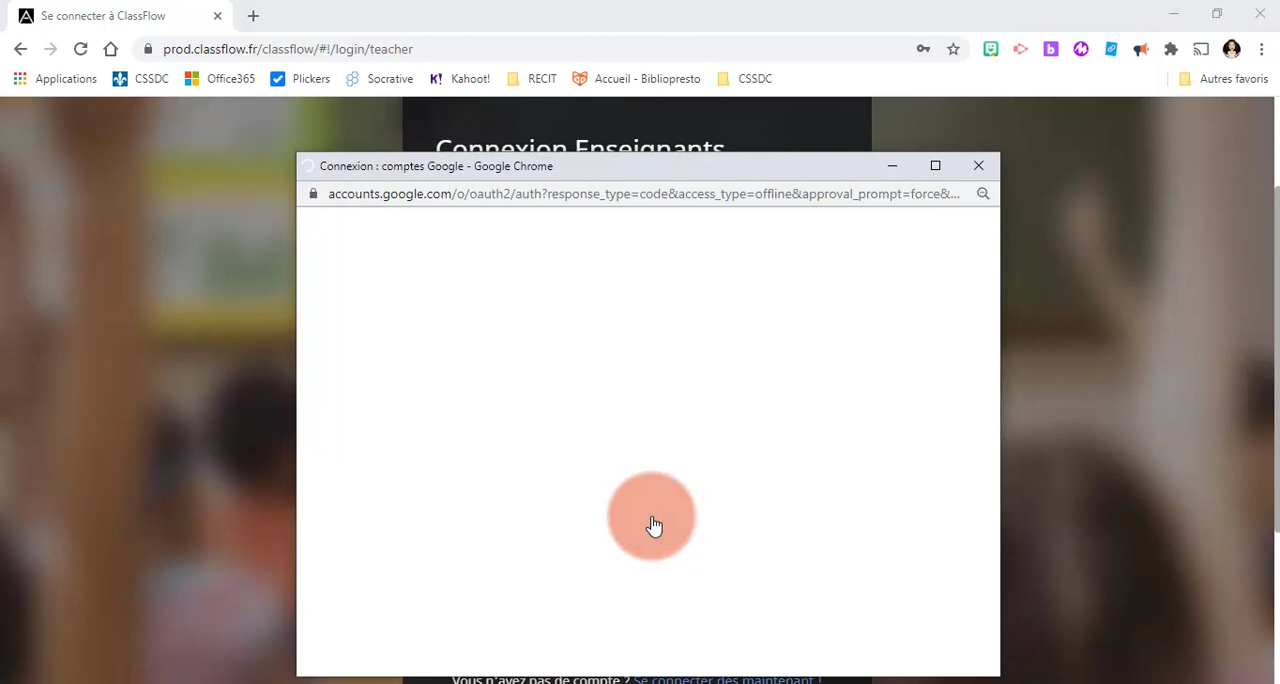 Se connecter à ClassFlow
prod.classflow.fr/classflow/#!/login/teacher
Applications CSSDC Office365 Plickers Socrative K! Kahoot! RECIT Accueil - Bibliopresto CSSDC Autres favoris
Connexion Enseignants
Connexion : comptes Google - Google Chrome
accounts.google.com/o/oauth2/auth?response_type=code&access_type=offline&approval_prompt=force&...
Vous n'avez pas de compte ? Se connecter dès maintenant !